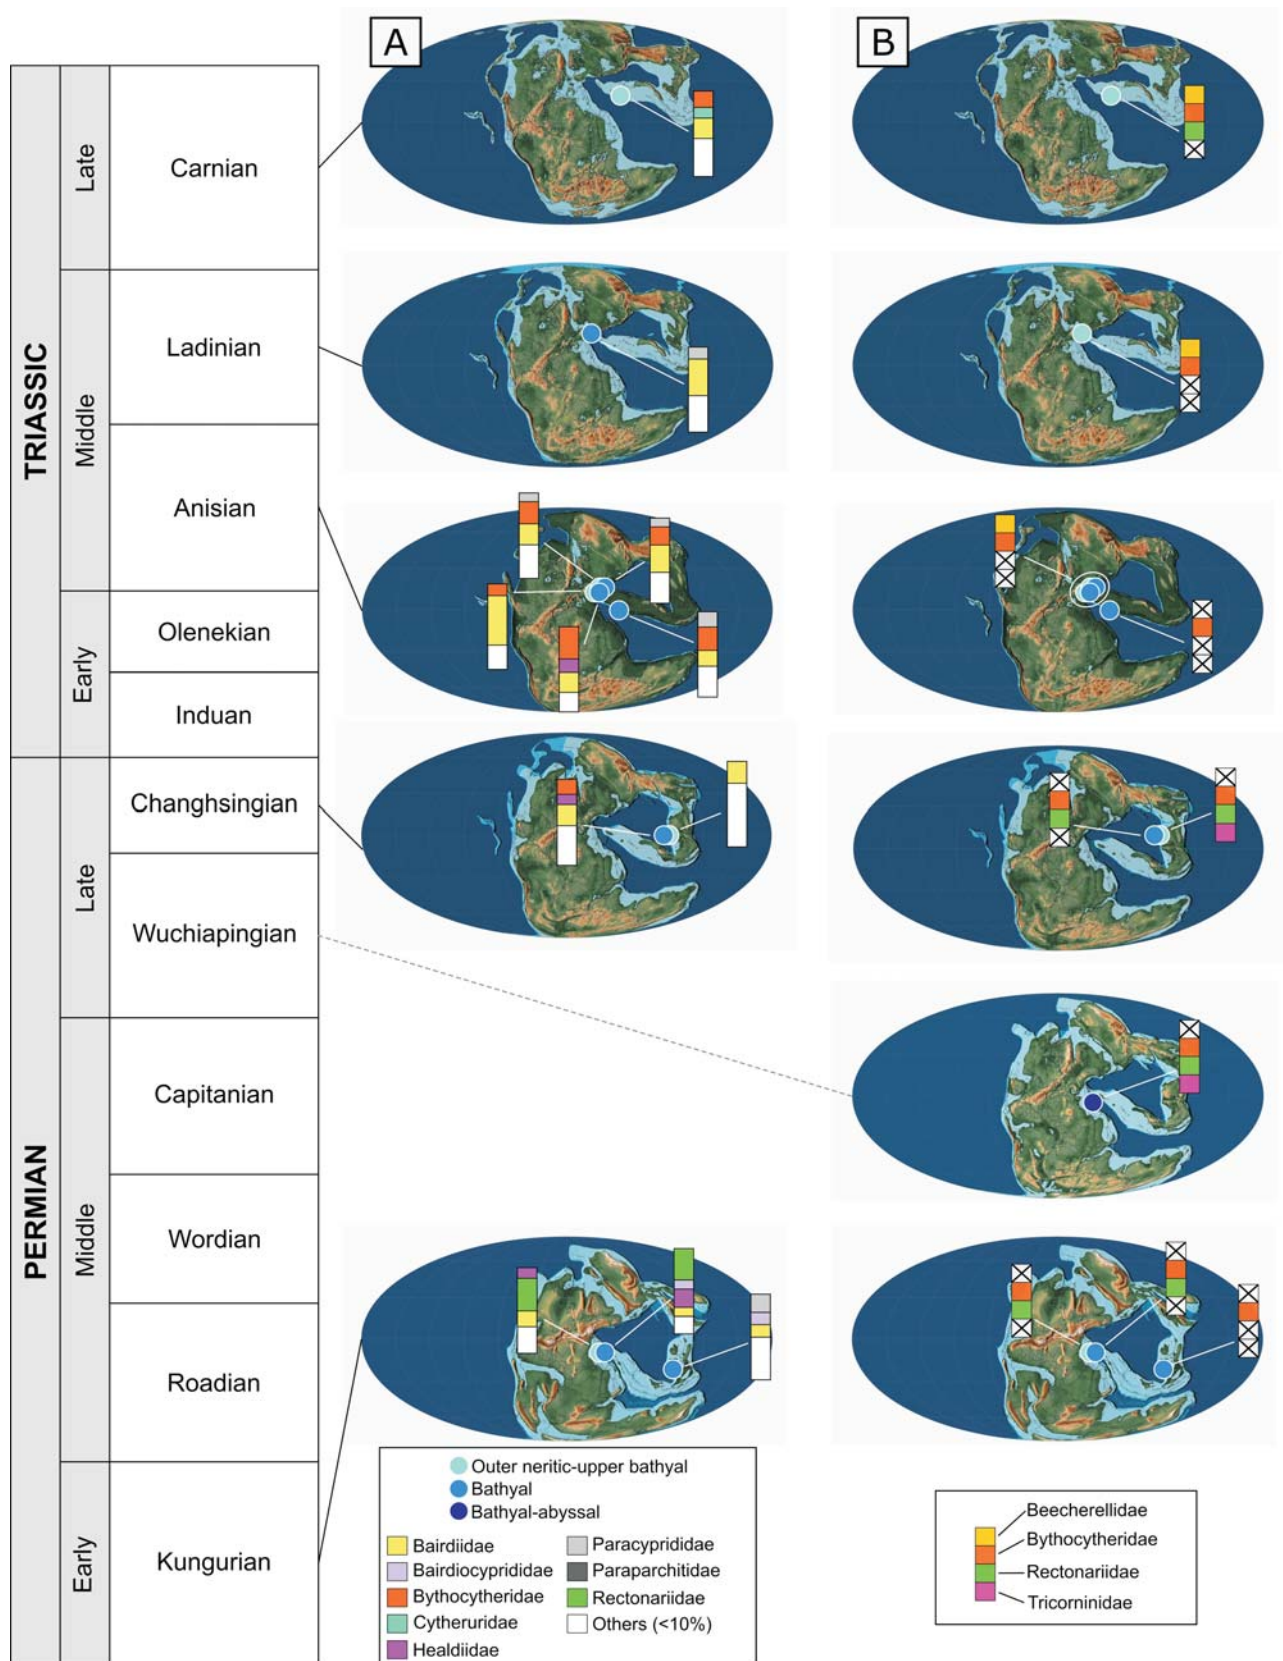 A
B
TRIASSIC
Late
Carnian
Middle
Ladinian
Anisian
Early
Olenekian
Induan
PERMIAN
Late
Changhsingian
Wuchiapingian
Middle
Capitanian
Wordian
Roadian
Early
Kungurian
Outer neritic-upper bathyal
Bathyal
Bathyal-abyssal
Bairdiidae
Bairdiocyprididae
Bythocytheridae
Cytheruridae
Healdiidae
Paracyprididae
Paraparchitidae
Rectonariidae
Others (<10%)
Beecherellidae
Bythocytheridae
Rectonariidae
Tricorninidae